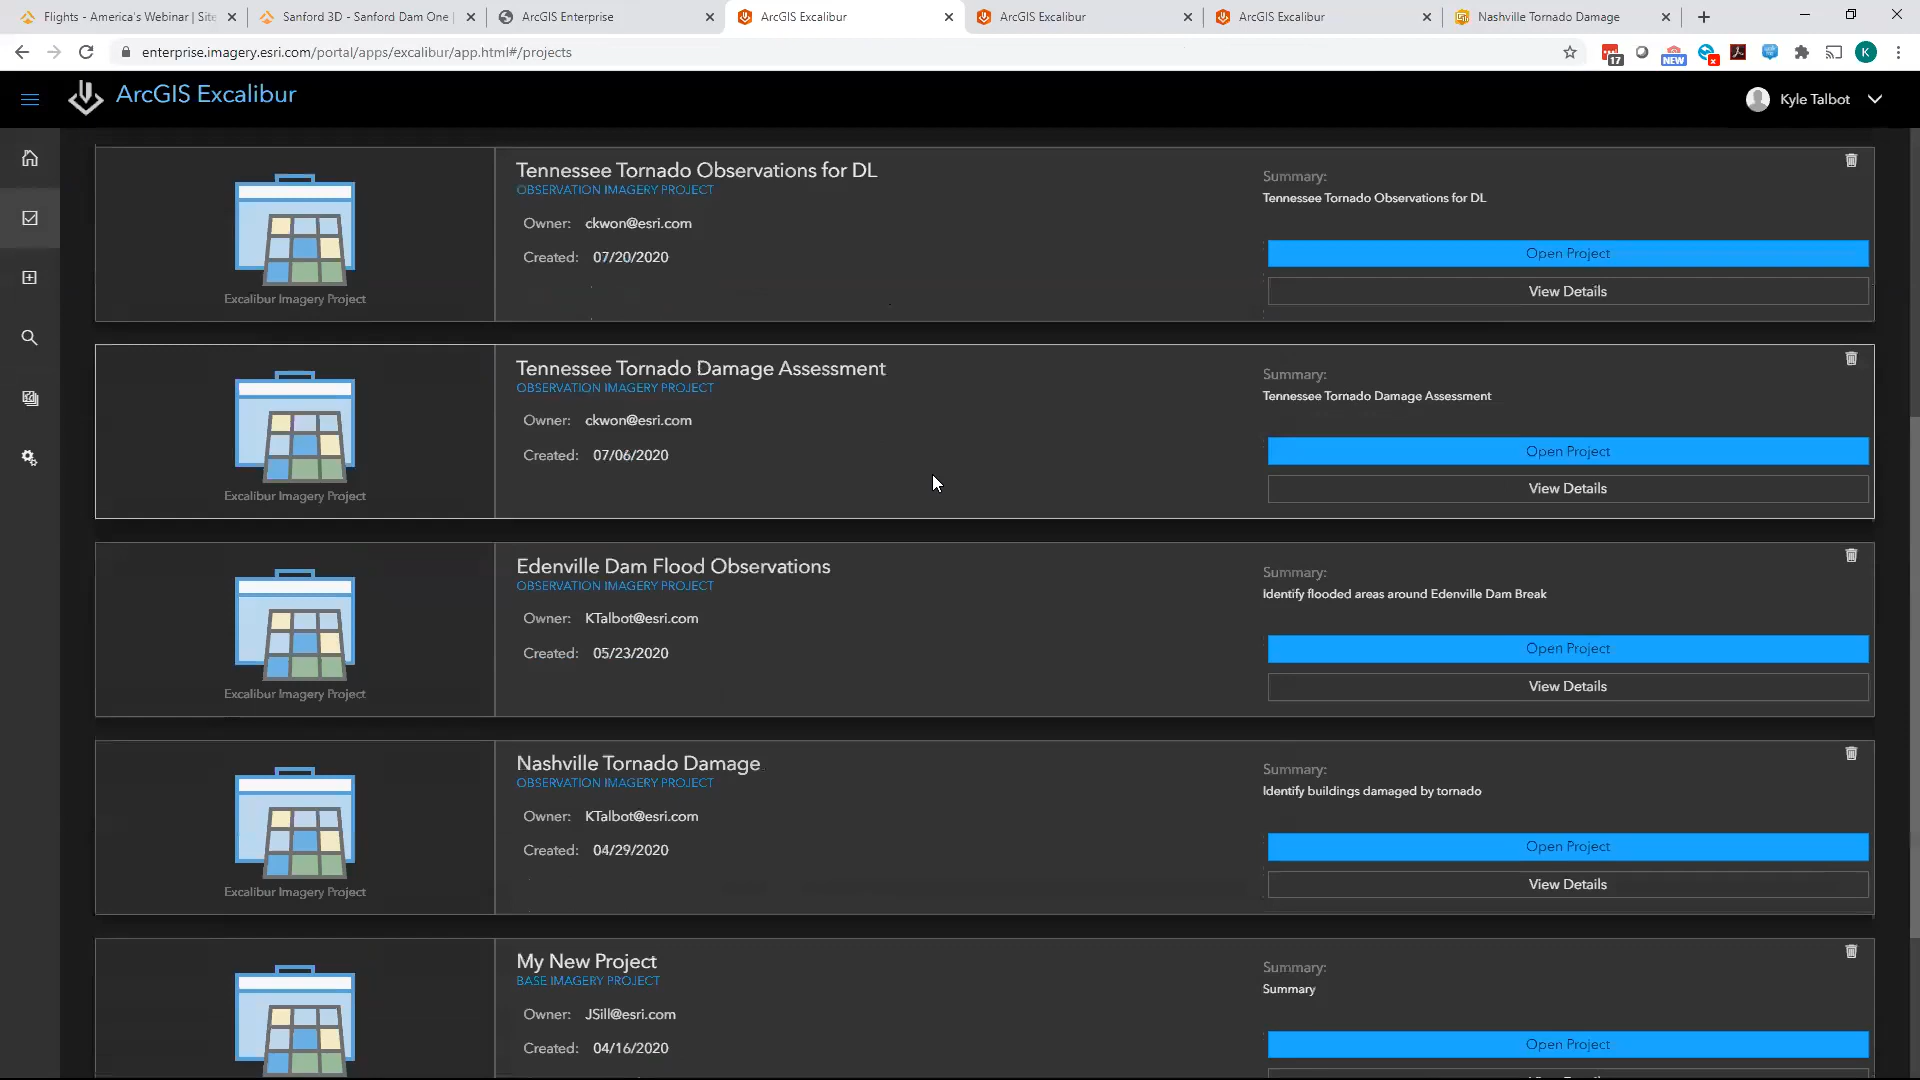 Flights - America's Webinar | Site
Sanford 3D - Sanford Dam One |
ArcGIS Enterprise
ArcGIS Excalibur
ArcGIS Excalibur
ArcGIS Excalibur
Nashville Tornado Damage
enterprise.imagery.esri.com/portal/apps/excalibur/app.html#/projects
17
NEW
K
ArcGIS Excalibur
Kyle Talbot
Tennessee Tornado Observations for DL
OBSERVATION IMAGERY PROJECT
Owner: ckwon@esri.com
Created: 07/20/2020
Excalibur Imagery Project
Summary:
Tennessee Tornado Observations for DL
Open Project
View Details
Tennessee Tornado Damage Assessment
OBSERVATION IMAGERY PROJECT
Owner: ckwon@esri.com
Created: 07/06/2020
Excalibur Imagery Project
Summary:
Tennessee Tornado Damage Assessment
Open Project
View Details
Edenville Dam Flood Observations
OBSERVATION IMAGERY PROJECT
Owner: KTalbot@esri.com
Created: 05/23/2020
Excalibur Imagery Project
Summary:
Identify flooded areas around Edenville Dam Break
Open Project
View Details
Nashville Tornado Damage
OBSERVATION IMAGERY PROJECT
Owner: KTalbot@esri.com
Created: 04/29/2020
Excalibur Imagery Project
Summary:
Identify buildings damaged by tornado
Open Project
View Details
My New Project
BASE IMAGERY PROJECT
Owner: JSill@esri.com
Created: 04/16/2020
Summary:
Summary
Open Project